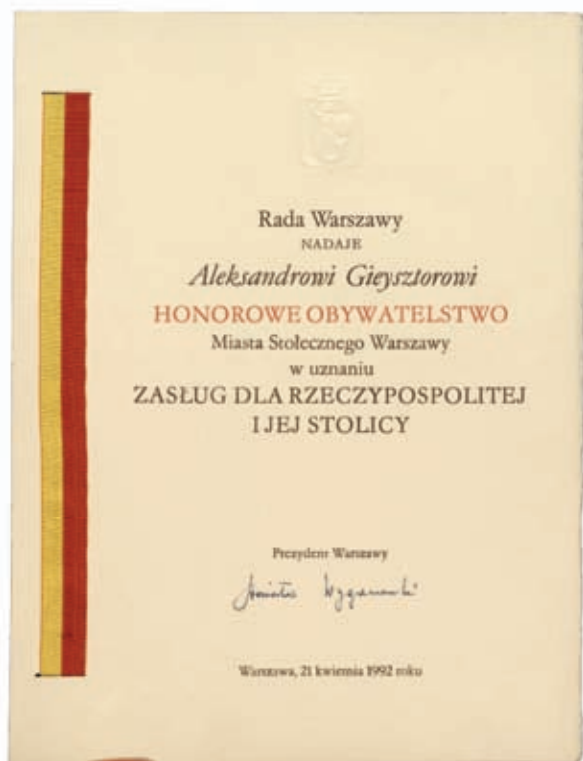 Rada Warszawy
NADAJE
Aleksandrowi Gieysztorowi
HONOROWE OBYWATELSTWO
Miasta Stołecznego Warszawy
w uznaniu
ZASŁUG DLA RZECZYPOSPOLITEJ
I JEJ STOLICY
Prezydent Warszawy
Warszawa, 21 kwietnia 1992 roku